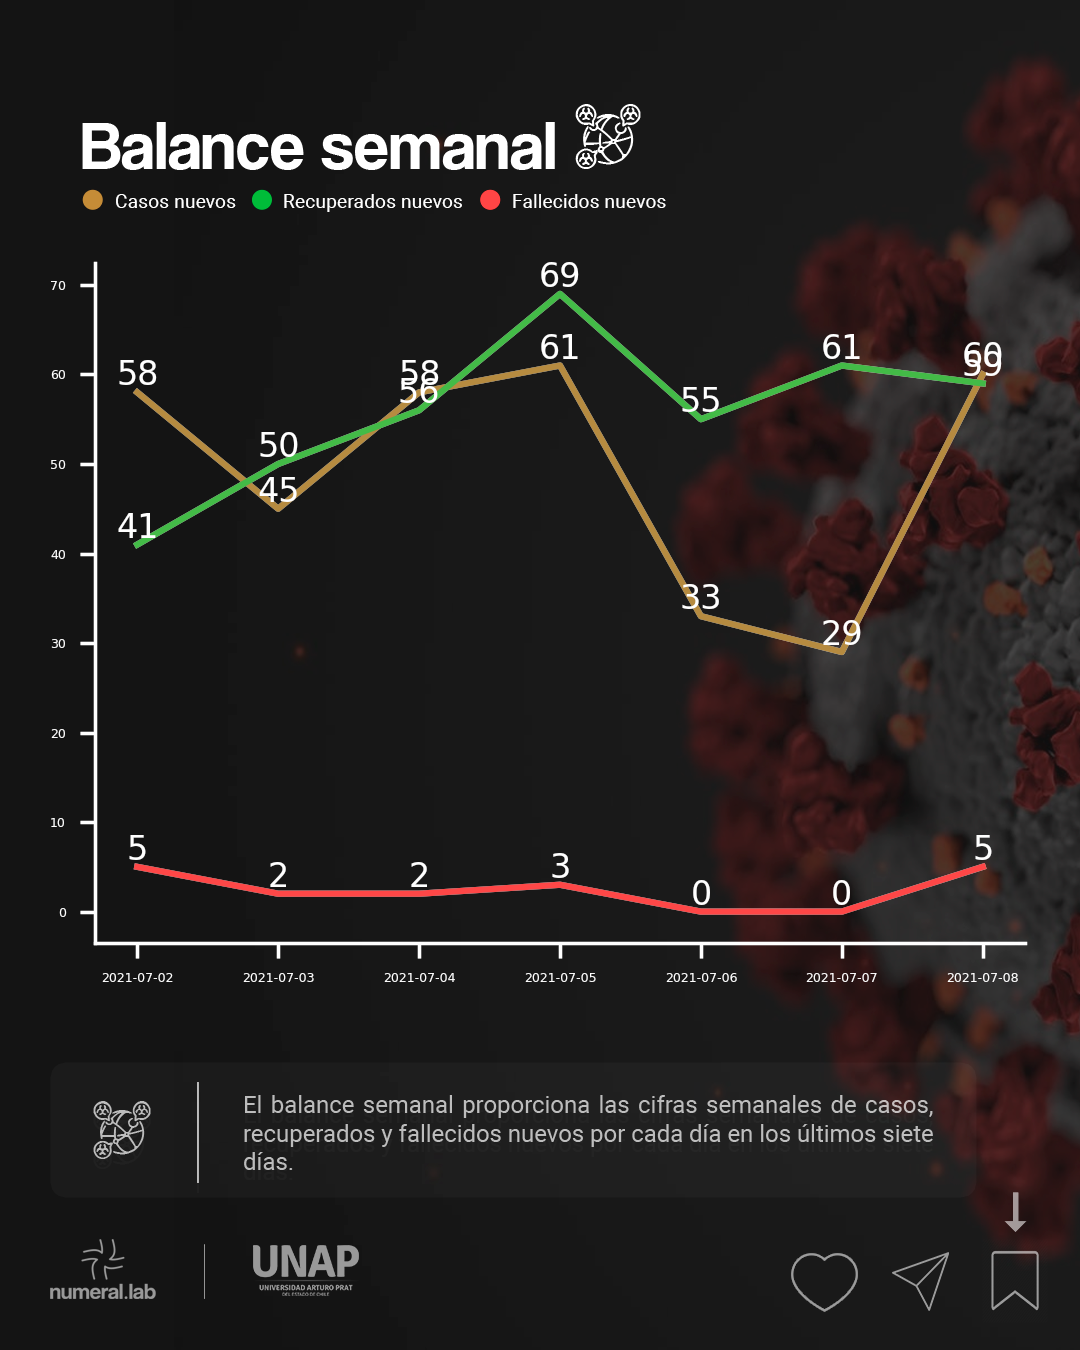 Balance semanal
Casos nuevos Recuperados nuevos Fallecidos nuevos
70
60
50
40
30
20
10
0
69
61
58
58
56
50
45
41
55
61
60
59
33
29
5
2
2
3
0
0
5
2021-07-02 2021-07-03 2021-07-04 2021-07-05 2021-07-06 2021-07-07 2021-07-08
El balance semanal proporciona las cifras semanales de casos,
recuperados y fallecidos nuevos por cada día en los últimos siete
días.
numeral.lab
UNAP
UNIVERSIDAD ARTURO PRAT
DEL ESTADO DE CHILE